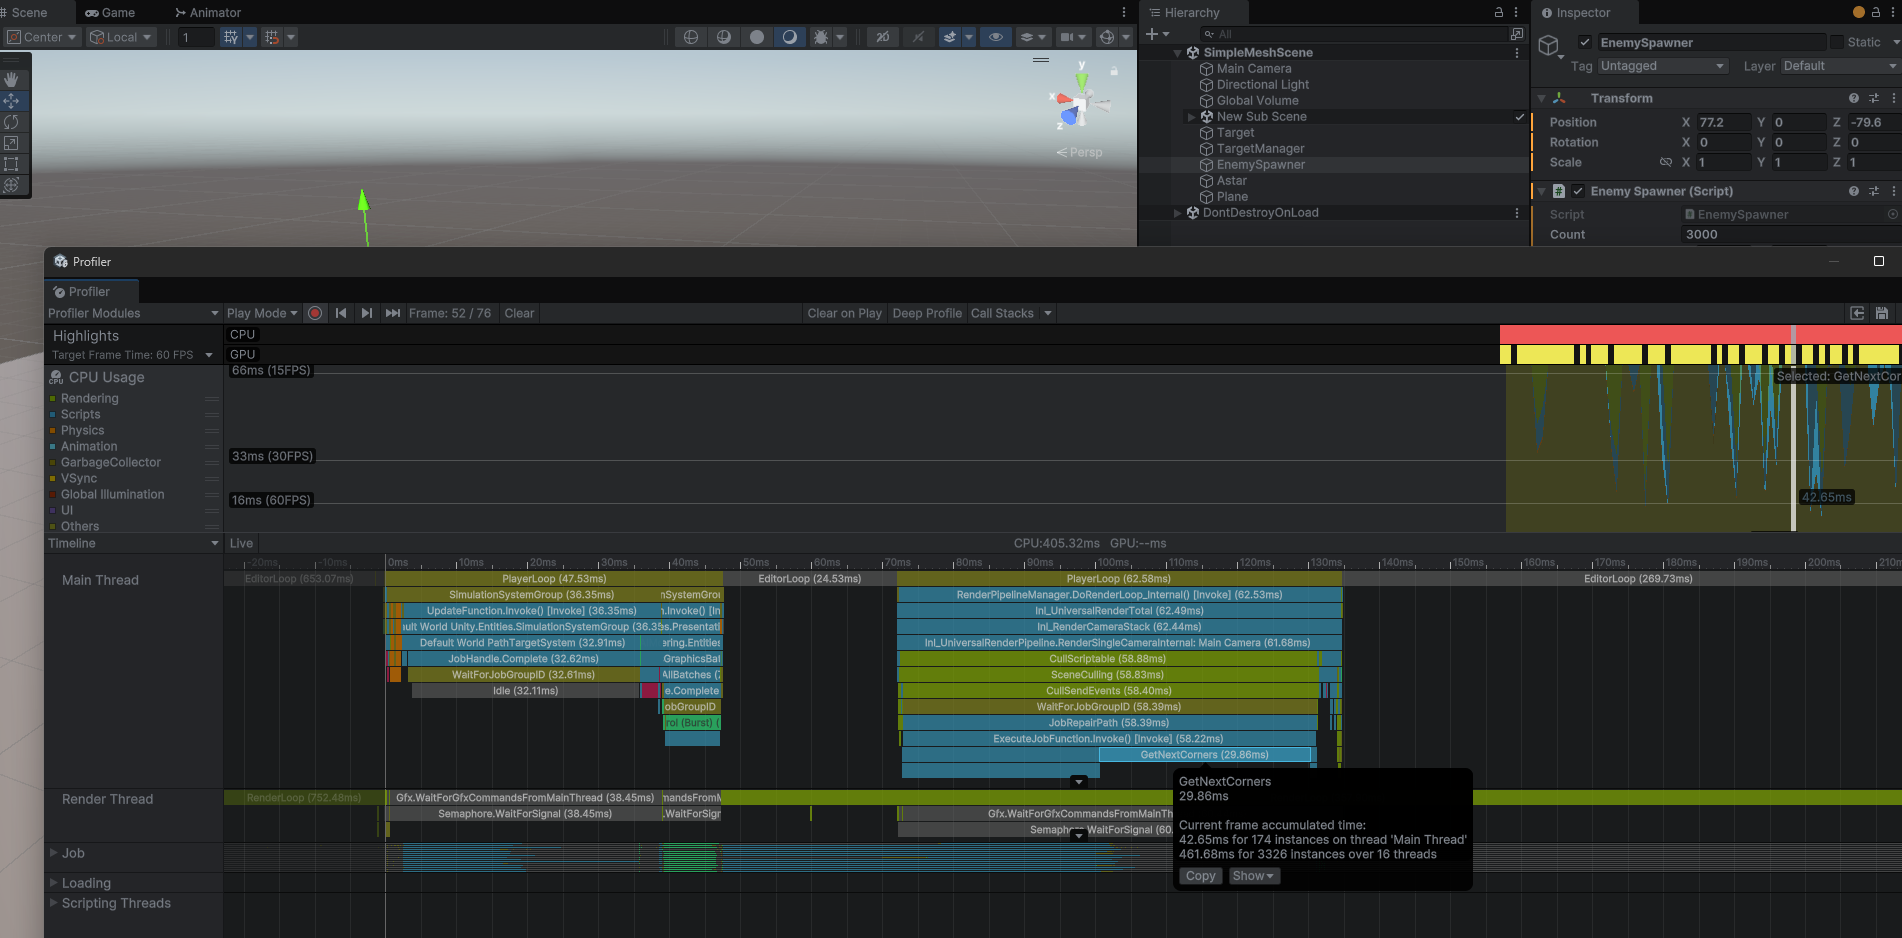 Scene
Game
Animator
Center
Local
1
2D
Persp
y
x
z
Hierarchy
All
SimpleMeshScene
Main Camera
Directional Light
Global Volume
New Sub Scene
Target
TargetManager
EnemySpawner
Astar
Plane
DontDestroyOnLoad
Inspector
EnemySpawner
Static
Tag Untagged
Layer Default
Transform
Position X 77.2 Y 0 Z -79.6
Rotation X 0 Y 0 Z 0
Scale X 1 Y 1 Z 1
Enemy Spawner (Script)
Script EnemySpawner
Count 3000
Profiler
Profiler
Profiler Modules
Play Mode
Frame: 52 / 76
Clear
Clear on Play
Deep Profile
Call Stacks
Highlights
Target Frame Time: 60 FPS
CPU
GPU
CPU Usage
Rendering
Scripts
Physics
Animation
GarbageCollector
VSync
Global Illumination
UI
Others
66ms (15FPS)
33ms (30FPS)
16ms (60FPS)
Selected: GetNextCor
42.65ms
Timeline
Live
CPU:405.32ms GPU:--ms
-20ms -10ms 0ms 10ms 20ms 30ms 40ms 50ms 60ms 70ms 80ms 90ms 100ms 110ms 120ms 130ms 150ms 160ms 170ms 180ms 190ms 200ms 210m
Main Thread
EditorLoop (653.07ms)
PlayerLoop (47.53ms)
EditorLoop (24.53ms)
PlayerLoop (62.58ms)
EditorLoop (269.73ms)
SimulationSystemGroup (36.35ms)
RenderPipelineManager.DoRenderLoop_Internal() [Invoke] (62.53ms)
UpdateFunction.Invoke() [Invoke] (36.35ms)
Inl_UniversalRenderTotal (62.49ms)
ult World Unity.Entities.SimulationSystemGroup (36.35
s.Presentati
Inl_RenderCameraStack (62.44ms)
Default World PathTargetSystem (32.91ms)
ering.Entities
Inl_UniversalRenderPipeline.RenderSingleCameraInternal: Main Camera (61.68ms)
JobHandle.Complete (32.62ms)
GraphicsBat
CullScriptable (58.88ms)
WaitForJobGroupID (32.61ms)
AllBatches
SceneCulling (58.83ms)
Idle (32.11ms)
e.Complete
CullSendEvents (58.40ms)
obGroupID
WaitForJobGroupID (58.39ms)
rol (Burst) (
JobRepairPath (58.39ms)
ExecuteJobFunction.Invoke() [Invoke] (58.22ms)
GetNextCorners (29.86ms)
GetNextCorners
29.86ms
Current frame accumulated time:
42.65ms for 174 instances on thread 'Main Thread'
461.68ms for 3326 instances over 16 threads
Copy
Show
Render Thread
RenderLoop (752.48ms)
Gfx.WaitForGfxCommandsFromMainThread (38.45ms)
Gfx.WaitForGfxCommandsFromMainTh
Semaphore.WaitForSignal (38.45ms)
.WaitForSigr
Semaphore.WaitForSignal (60.
Job
Loading
Scripting Threads